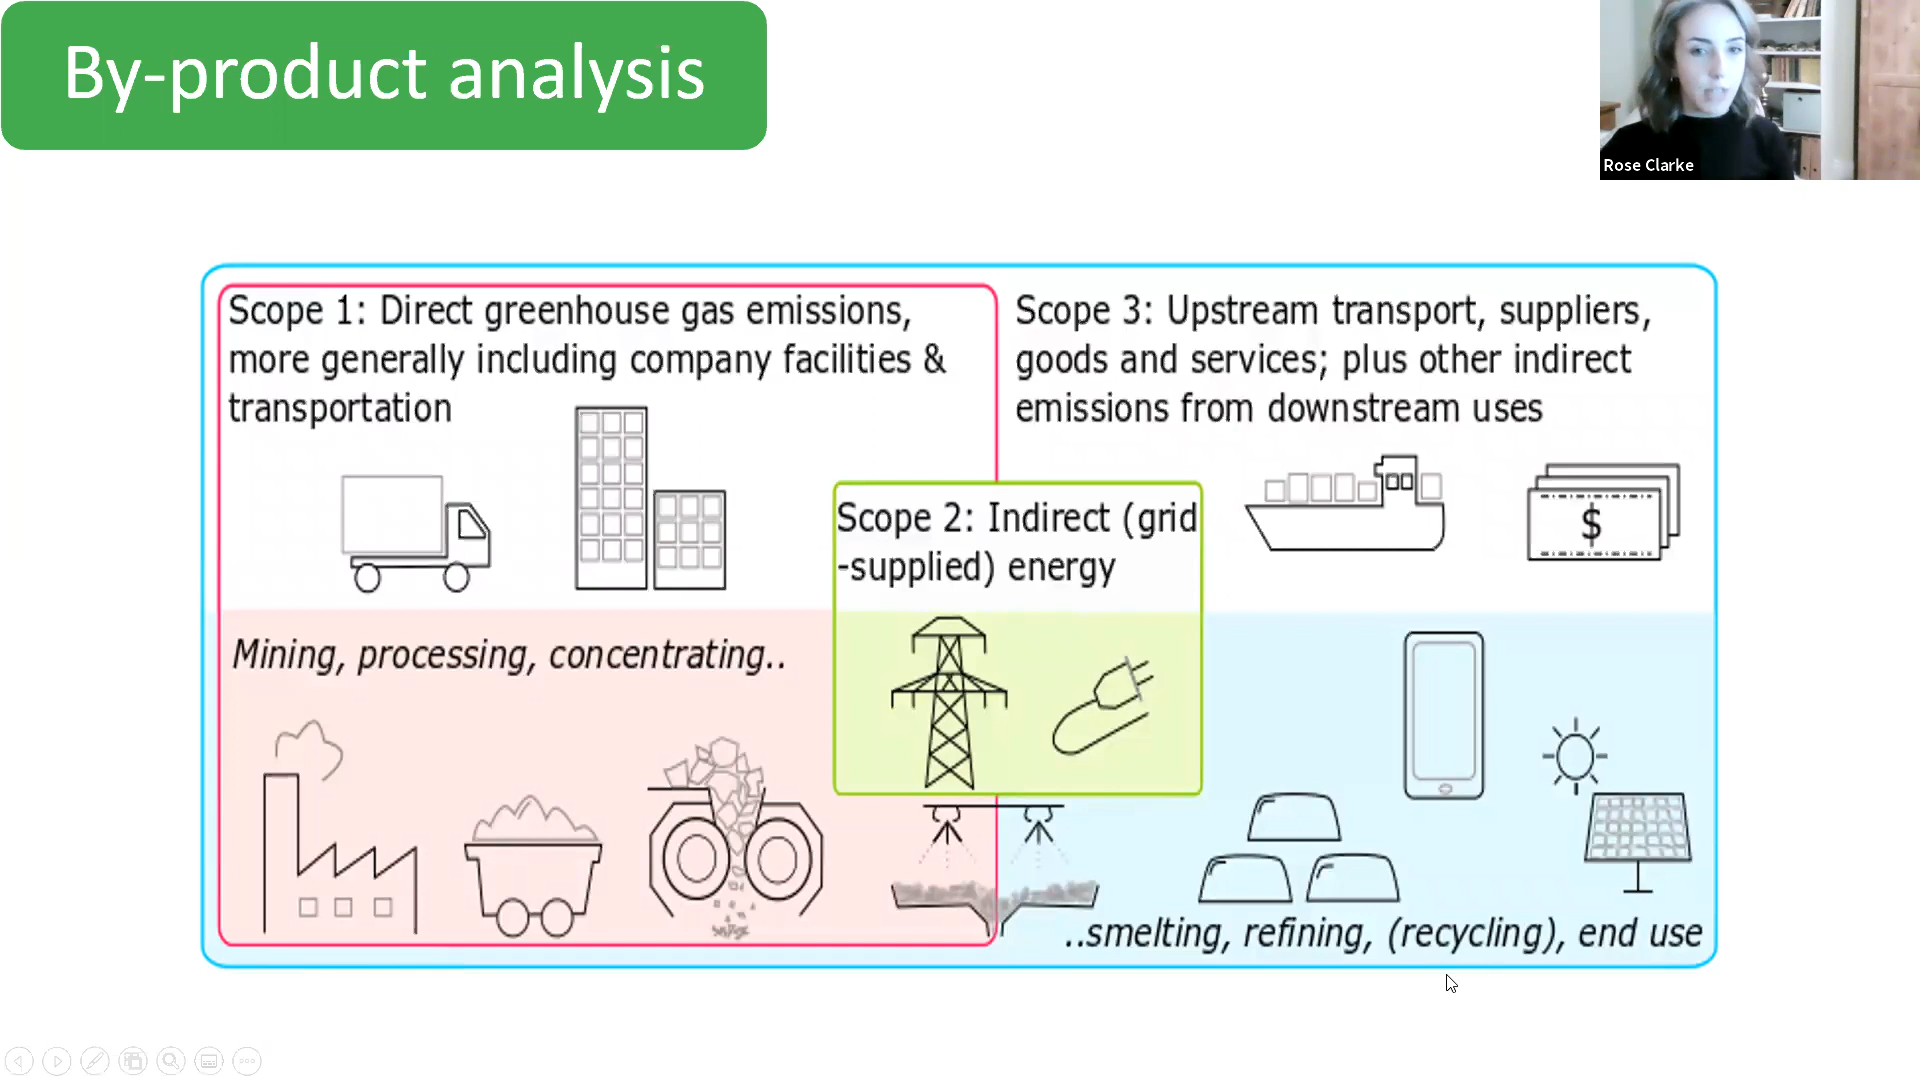 By-product analysis
Rose Clarke
Scope 1: Direct greenhouse gas emissions,
more generally including company facilities &
transportation
Scope 3: Upstream transport, suppliers,
goods and services; plus other indirect
emissions from downstream uses
Scope 2: Indirect (grid
-supplied) energy
$
Mining, processing, concentrating..
..smelting, refining, (recycling), end use